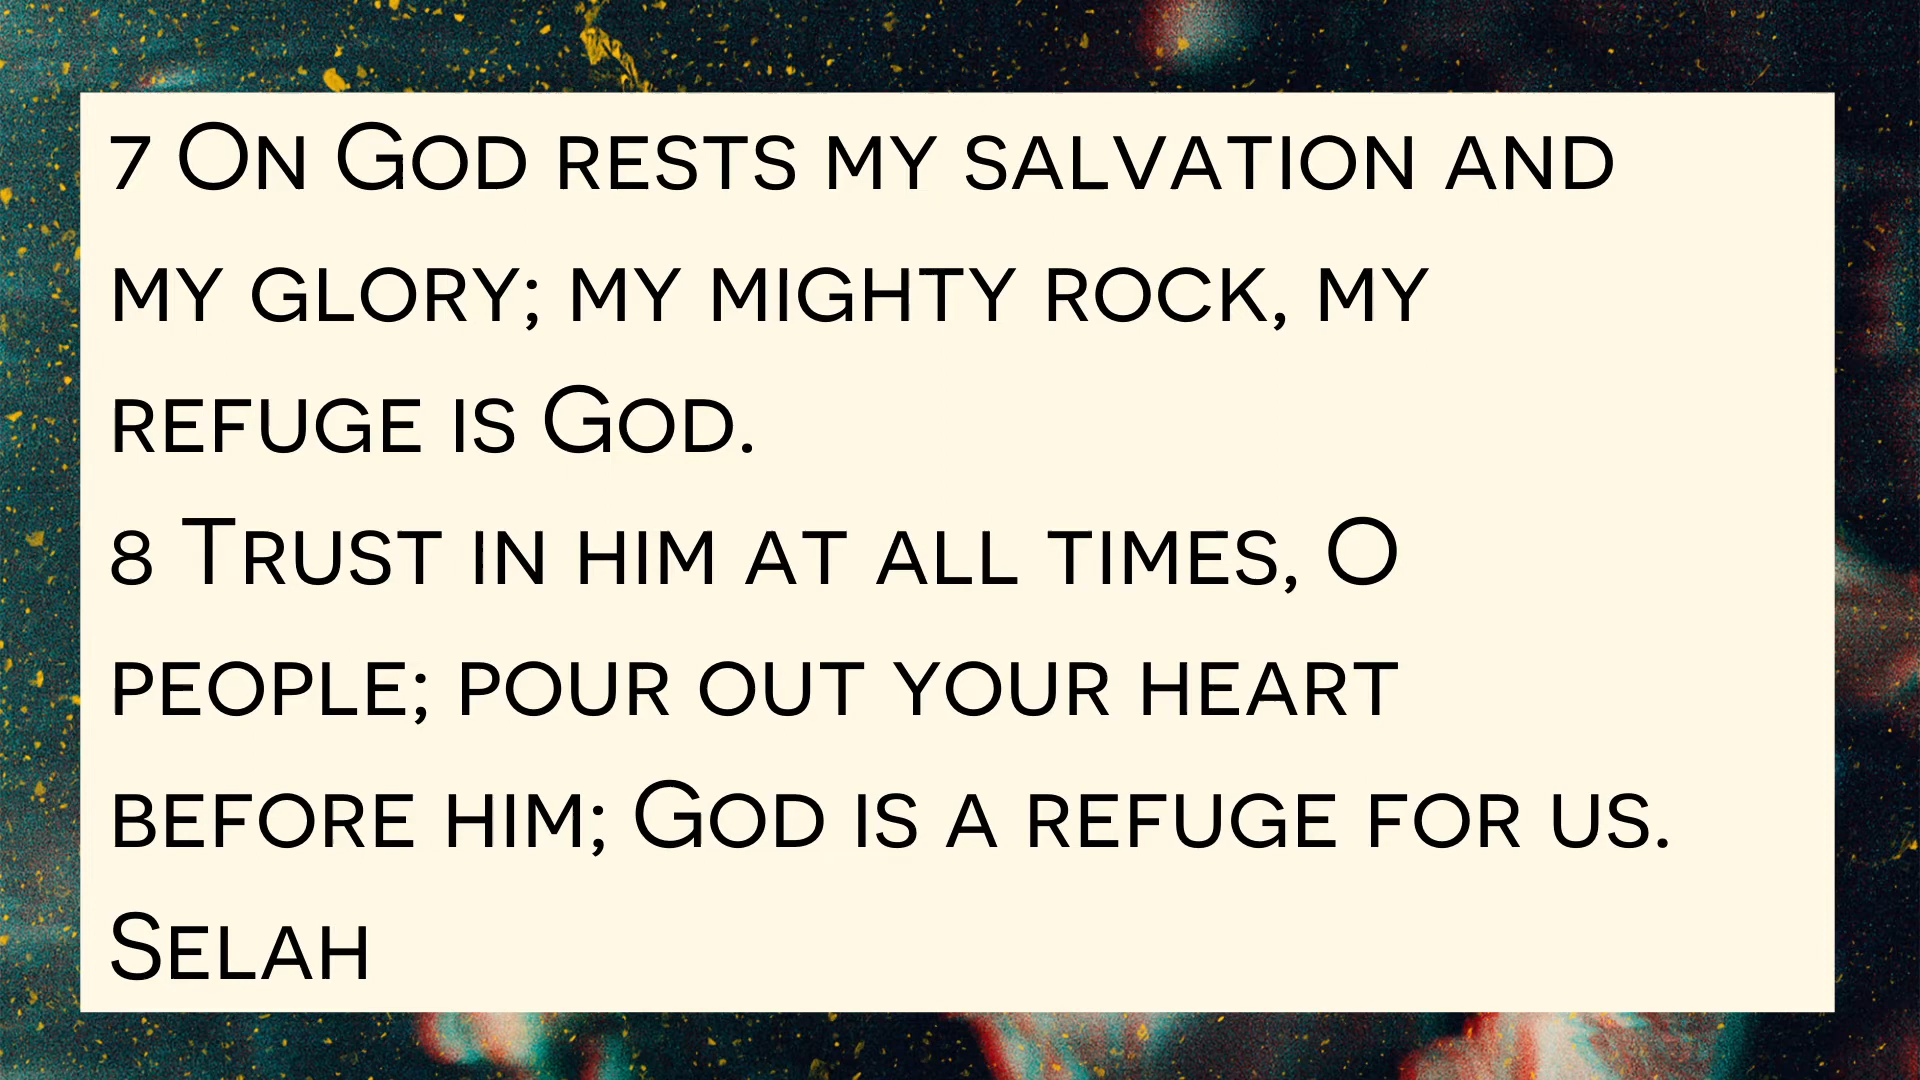 7 On God rests my salvation and
my glory; my mighty rock, my
refuge is God.
8 Trust in him at all times, O
people; pour out your heart
before him; God is a refuge for us.
Selah